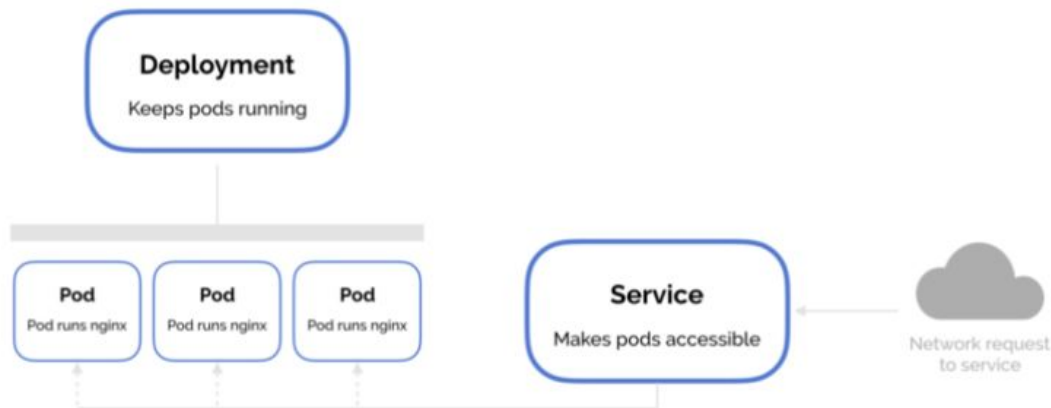 Deployment
Keeps pods running
Pod
Pod runs nginx
Pod
Pod runs nginx
Pod
Pod runs nginx
Service
Makes pods accessible
Network request
to service